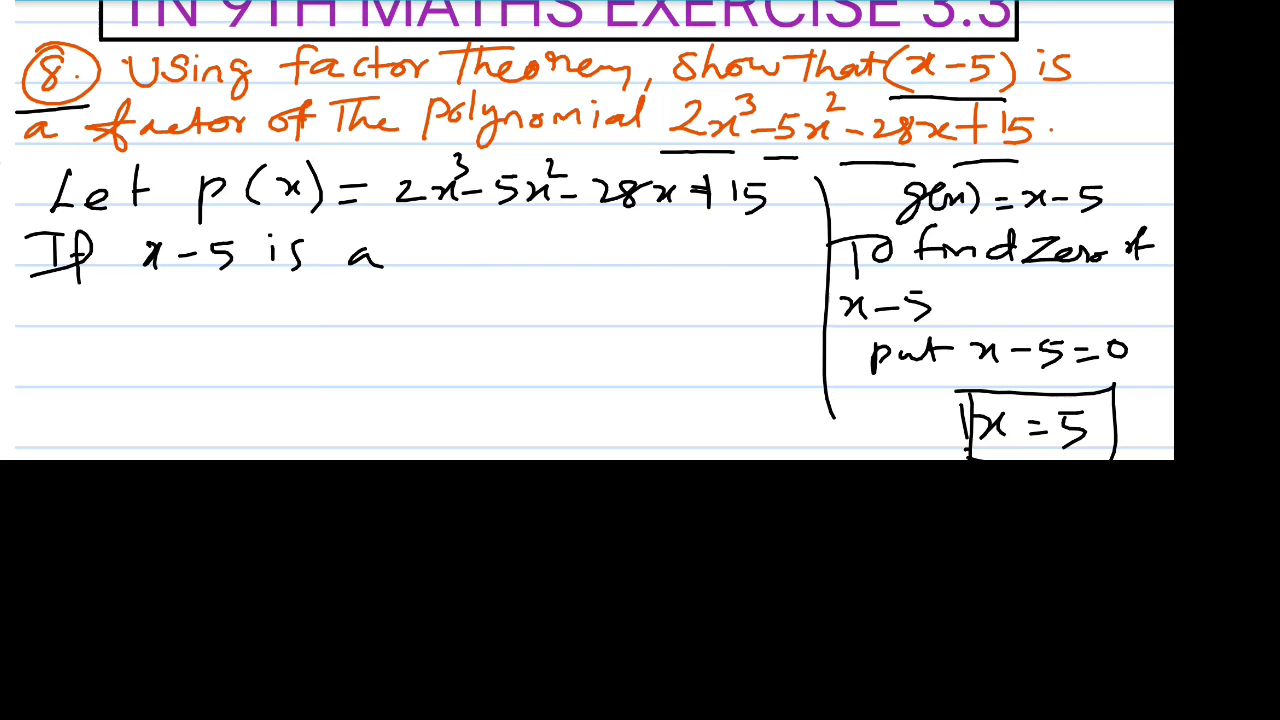 TN 9TH MATHS EXERCISE 3.3
8. Using factor Theorem, show that (x-5) is
a factor of The polynomial 2x³-5x²-28x+15.
Let p(x) = 2x³-5x²-28x+15
If x-5 is a
g(x) = x-5
To find Zero of
x-5
put x-5=0
x = 5